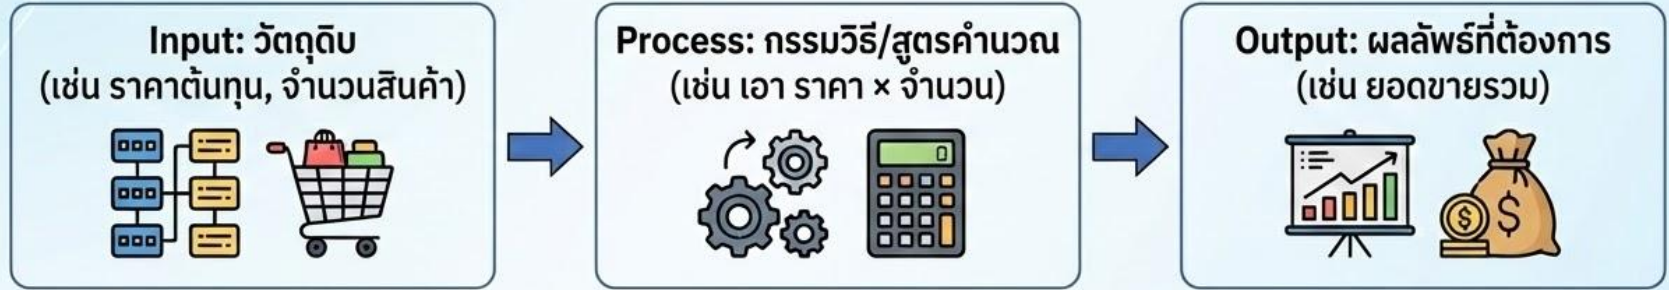 Input: วัตถุดิบ
(เช่น ราคาต้นทุน, จำนวนสินค้า)
Process: กรรมวิธี/สูตรคำนวณ
(เช่น เอา ราคา × จำนวน)
0
Output: ผลลัพธ์ที่ต้องการ
(เช่น ยอดขายรวม)
$
$